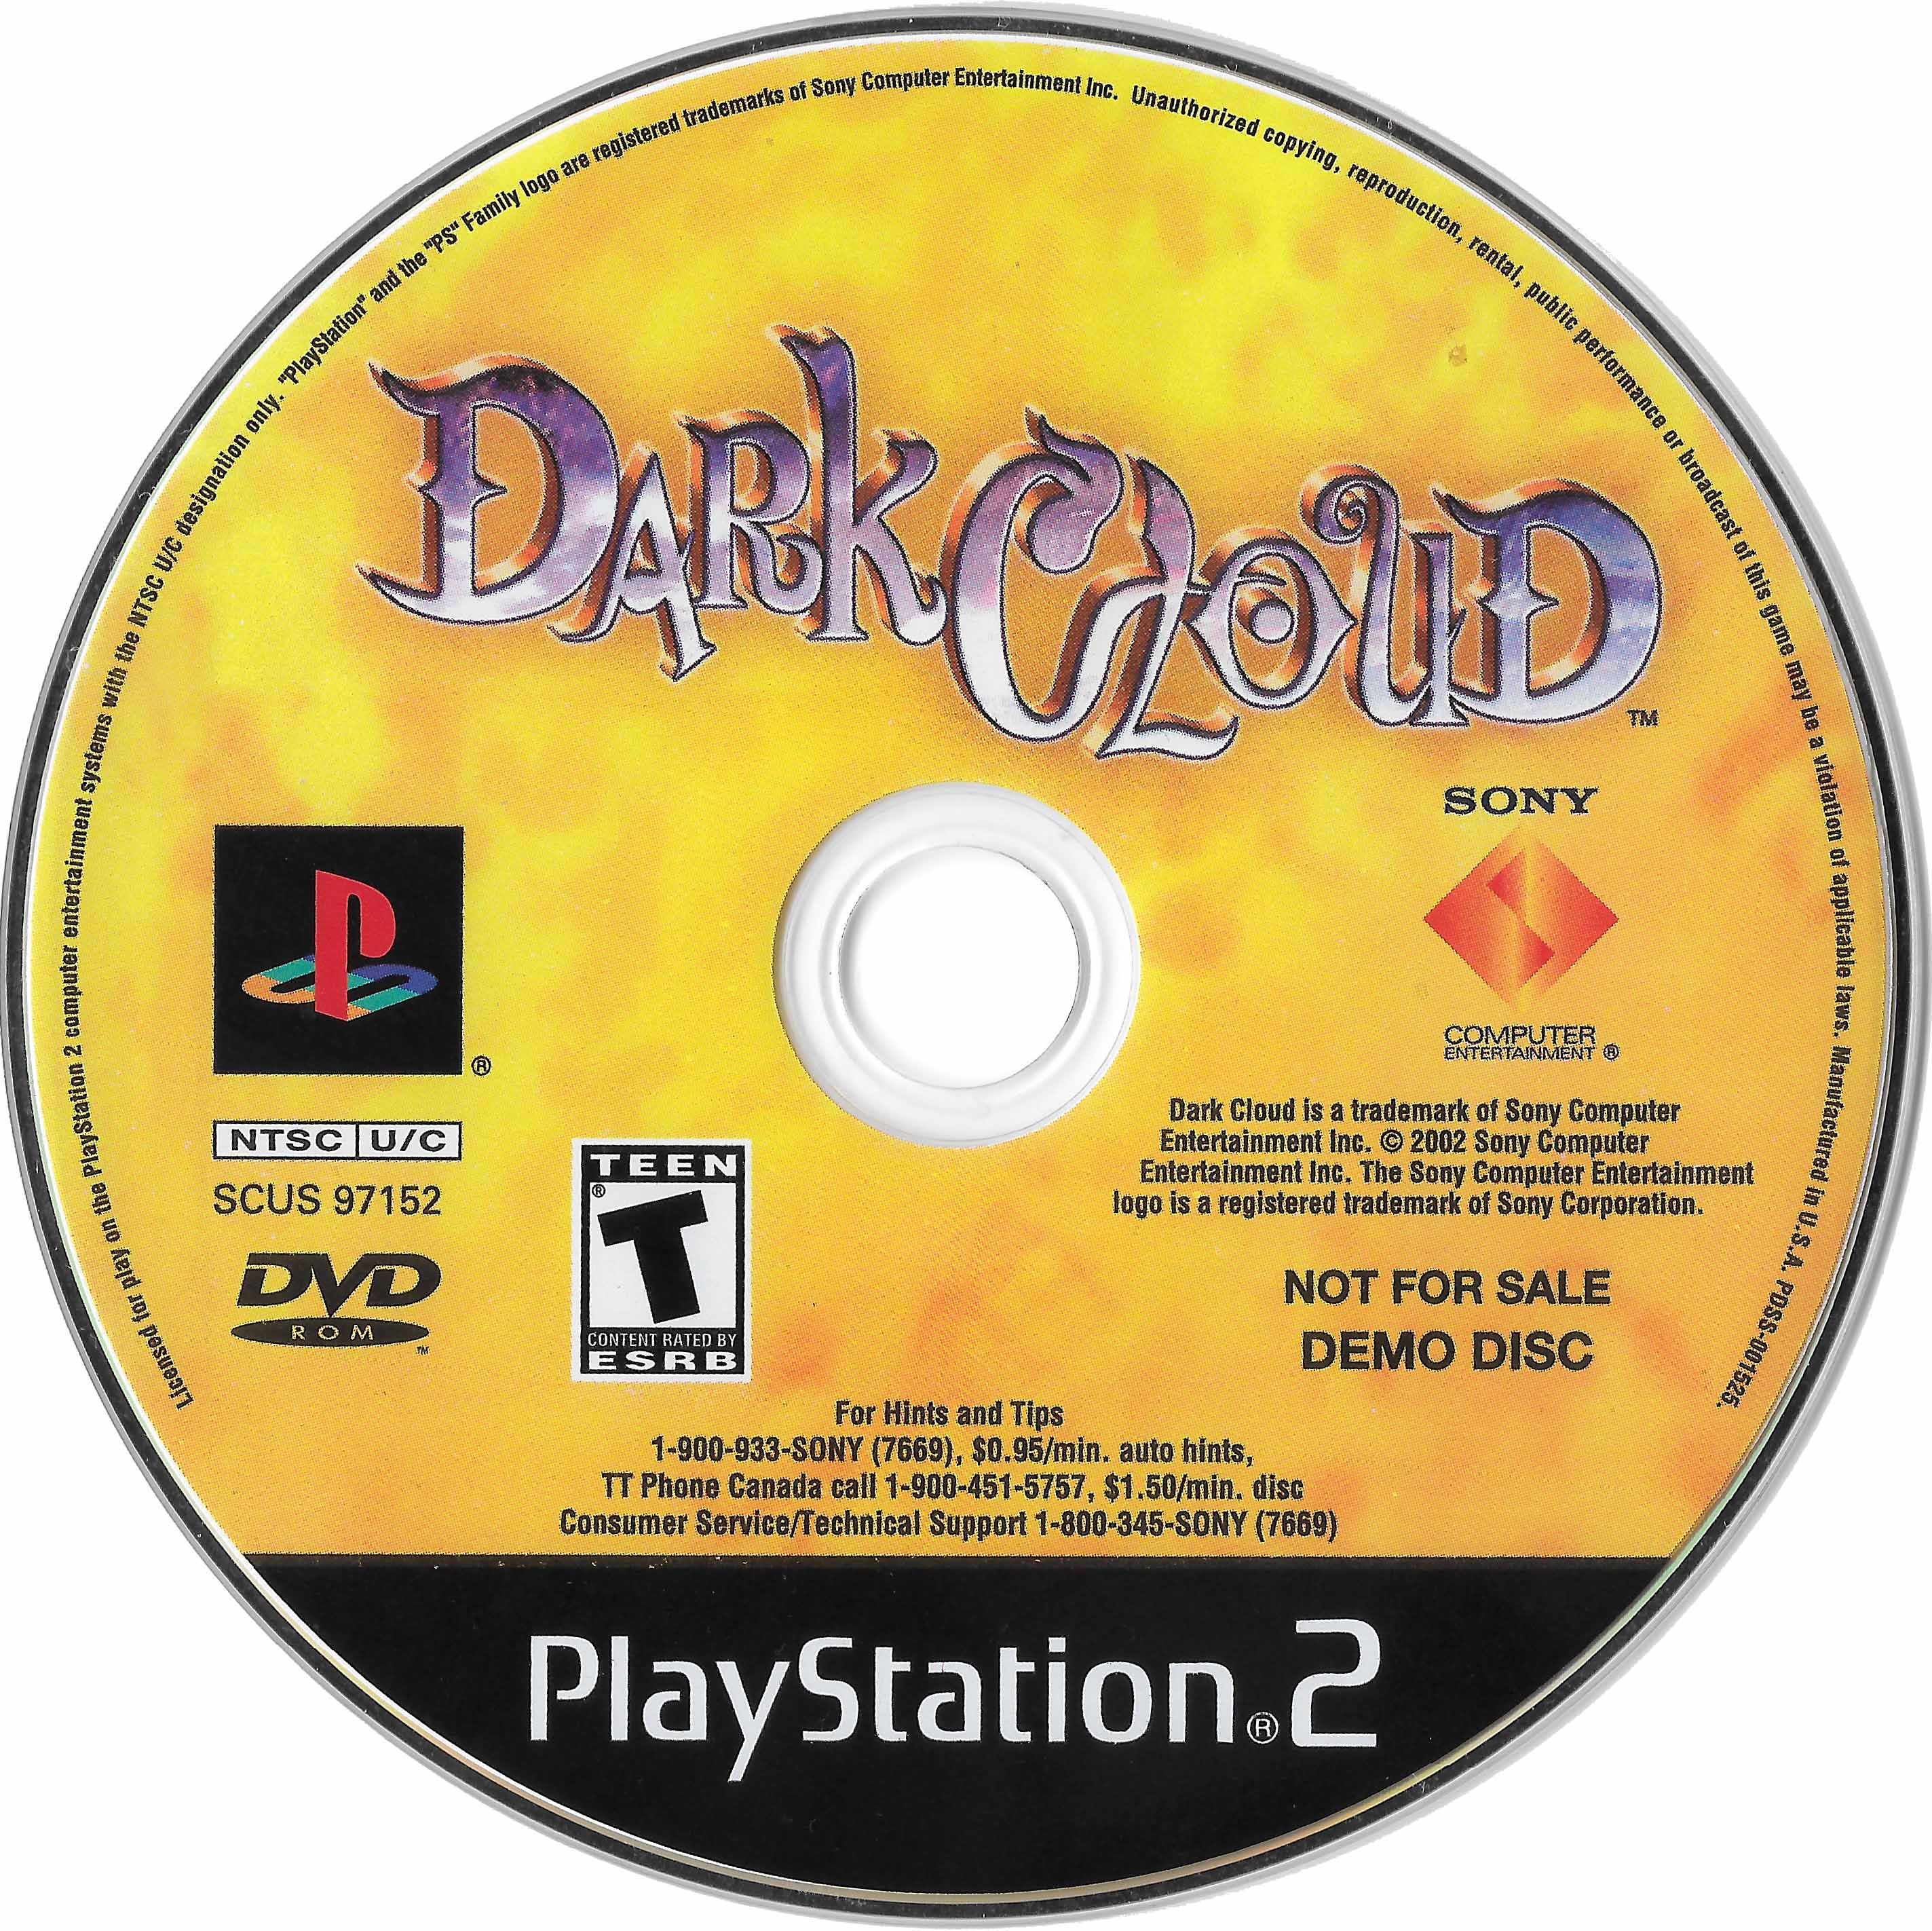 Licensed for play on the PlayStation 2 computer entertainment systems with the NTSC U/C designation only. "PlayStation" and the "PS" Family logo are registered trademarks of Sony Computer Entertainment Inc. Unauthorized copying, reproduction, rental, public performance or broadcast of this game may be a violation of applicable laws. Manufactured in U.S.A. PDSS-001525.
DARK CLOUD™
SONY
COMPUTER
ENTERTAINMENT ®
®
NTSC U/C
SCUS 97152
DVD
ROM
™
TEEN
®
T
CONTENT RATED BY
ESRB
Dark Cloud is a trademark of Sony Computer
Entertainment Inc. © 2002 Sony Computer
Entertainment Inc. The Sony Computer Entertainment
logo is a registered trademark of Sony Corporation.
NOT FOR SALE
DEMO DISC
For Hints and Tips
1-900-933-SONY (7669), $0.95/min. auto hints,
TT Phone Canada call 1-900-451-5757, $1.50/min. disc
Consumer Service/Technical Support 1-800-345-SONY (7669)
PlayStation®2